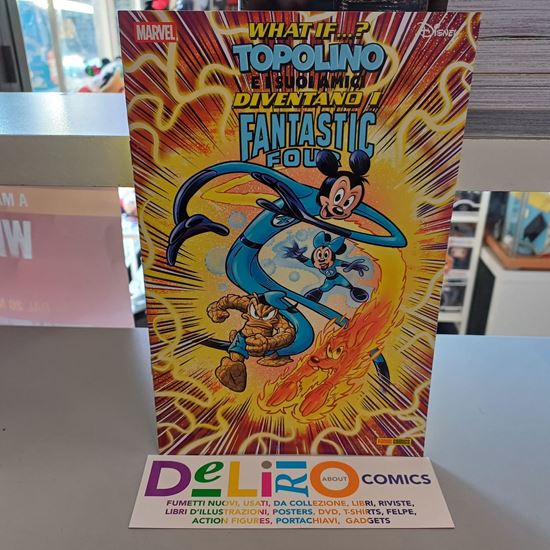 MARVEL
Disney
WHAT IF...?
TOPOLINO
E I SUOI AMICI
DIVENTANO I
FANTASTIC
FOUR
PANINI COMICS
DELIRIO ABOUT COMICS
FUMETTI NUOVI, USATI, DA COLLEZIONE, LIBRI, RIVISTE,
LIBRI D'ILLUSTRAZIONI, POSTERS, DVD, T-SHIRTS, FELPE,
ACTION FIGURES, PORTACHIAVI, GADGETS